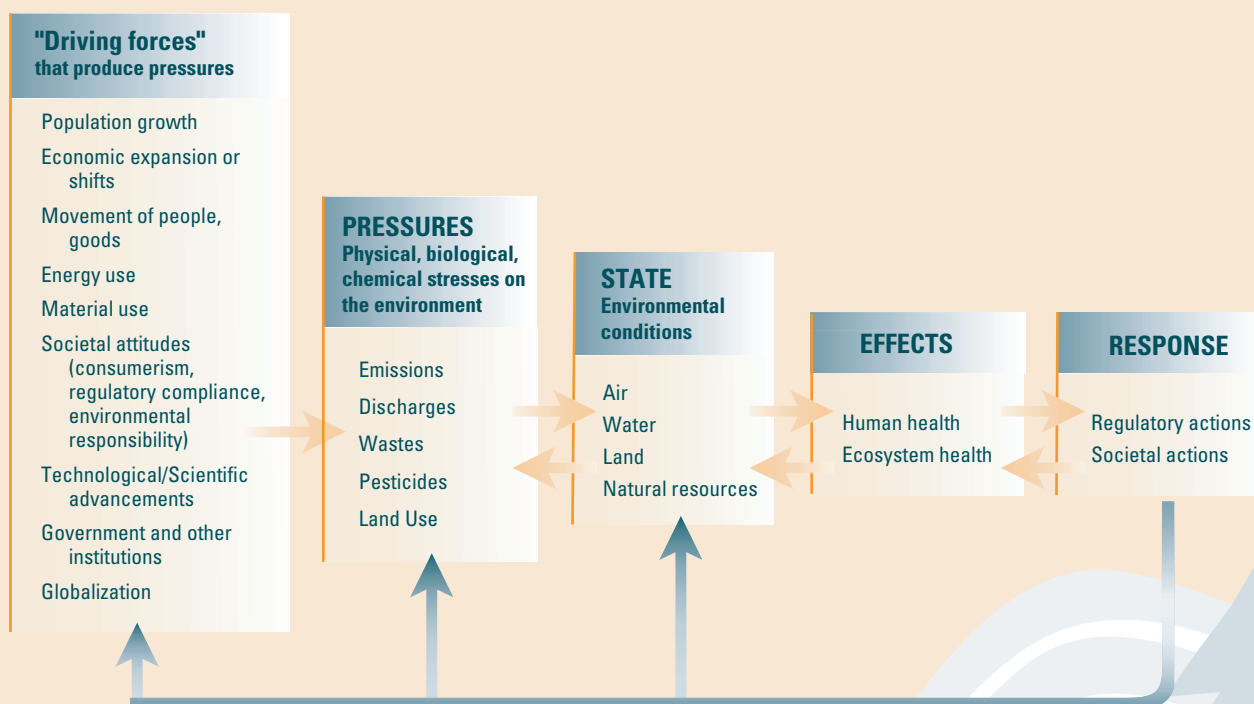 "Driving forces"
that produce pressures
Population growth
Economic expansion or
shifts
Movement of people,
goods
Energy use
Material use
Societal attitudes
(consumerism,
regulatory compliance,
environmental
responsibility)
Technological/Scientific
advancements
Government and other
institutions
Globalization
PRESSURES
Physical, biological,
chemical stresses on
the environment
Emissions
Discharges
Wastes
Pesticides
Land Use
STATE
Environmental
conditions
Air
Water
Land
Natural resources
EFFECTS
Human health
Ecosystem health
RESPONSE
Regulatory actions
Societal actions